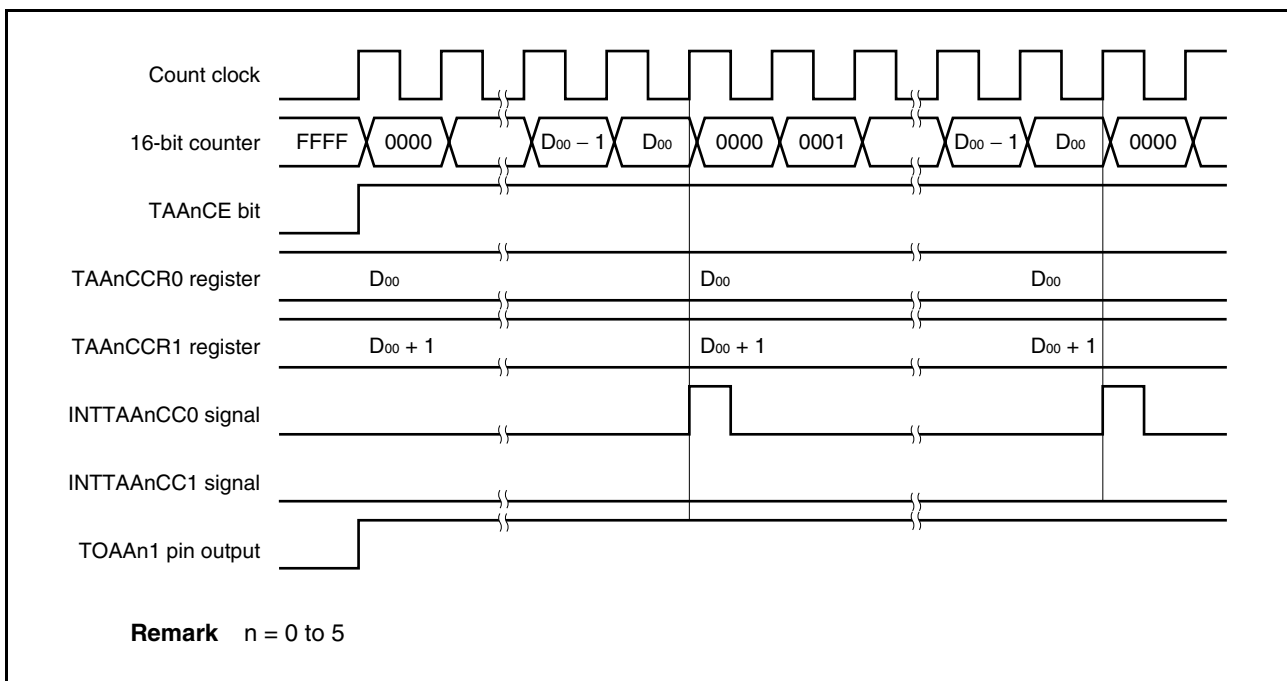 Count clock
16-bit counter FFFF 0000 D00 − 1 D00 0000 0001 D00 − 1 D00 0000
TAAnCE bit
TAAnCCR0 register D00 D00 D00
TAAnCCR1 register D00 + 1 D00 + 1 D00 + 1
INTTAAnCC0 signal
INTTAAnCC1 signal
TOAAn1 pin output
Remark n = 0 to 5